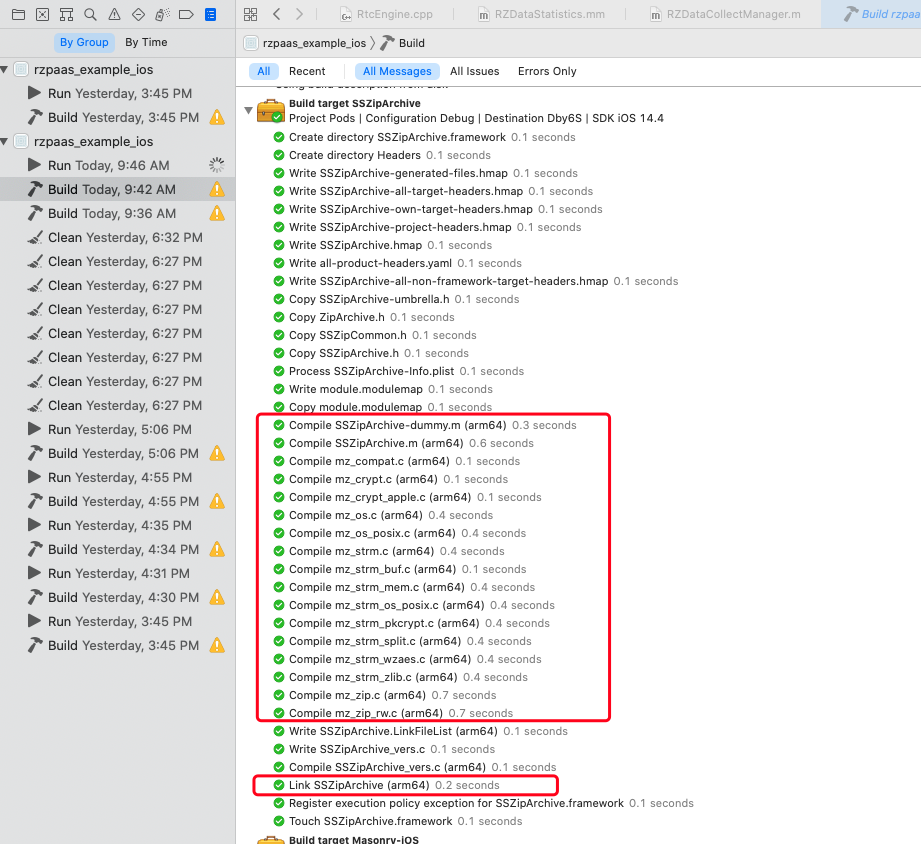 RtcEngine.cpp
RZDataStatistics.mm
RZDataCollectManager.m
Build rzpaa
By Group By Time
rzpaas_example_ios
Run Yesterday, 3:45 PM
Build Yesterday, 3:45 PM
rzpaas_example_ios
Run Today, 9:46 AM
Build Today, 9:42 AM
Build Today, 9:36 AM
Clean Yesterday, 6:32 PM
Clean Yesterday, 6:27 PM
Clean Yesterday, 6:27 PM
Clean Yesterday, 6:27 PM
Clean Yesterday, 6:27 PM
Clean Yesterday, 6:27 PM
Clean Yesterday, 6:27 PM
Clean Yesterday, 6:27 PM
Run Yesterday, 5:06 PM
Build Yesterday, 5:06 PM
Run Yesterday, 4:55 PM
Build Yesterday, 4:55 PM
Run Yesterday, 4:35 PM
Build Yesterday, 4:34 PM
Run Yesterday, 4:31 PM
Build Yesterday, 4:30 PM
Run Yesterday, 3:45 PM
Build Yesterday, 3:45 PM
rzpaas_example_ios Build
All Recent All Messages All Issues Errors Only
Using build description from disk
Build target SSZipArchive
Project Pods | Configuration Debug | Destination Dby6S | SDK iOS 14.4
Create directory SSZipArchive.framework 0.1 seconds
Create directory Headers 0.1 seconds
Write SSZipArchive-generated-files.hmap 0.1 seconds
Write SSZipArchive-all-target-headers.hmap 0.1 seconds
Write SSZipArchive-own-target-headers.hmap 0.1 seconds
Write SSZipArchive-project-headers.hmap 0.1 seconds
Write SSZipArchive.hmap 0.1 seconds
Write all-product-headers.yaml 0.1 seconds
Write SSZipArchive-all-non-framework-target-headers.hmap 0.1 seconds
Copy SSZipArchive-umbrella.h 0.1 seconds
Copy ZipArchive.h 0.1 seconds
Copy SSZipCommon.h 0.1 seconds
Copy SSZipArchive.h 0.1 seconds
Process SSZipArchive-Info.plist 0.1 seconds
Write module.modulemap 0.1 seconds
Copy module.modulemap 0.1 seconds
Compile SSZipArchive-dummy.m (arm64) 0.3 seconds
Compile SSZipArchive.m (arm64) 0.6 seconds
Compile mz_compat.c (arm64) 0.1 seconds
Compile mz_crypt.c (arm64) 0.1 seconds
Compile mz_crypt_apple.c (arm64) 0.1 seconds
Compile mz_os.c (arm64) 0.4 seconds
Compile mz_os_posix.c (arm64) 0.4 seconds
Compile mz_strm.c (arm64) 0.4 seconds
Compile mz_strm_buf.c (arm64) 0.1 seconds
Compile mz_strm_mem.c (arm64) 0.4 seconds
Compile mz_strm_os_posix.c (arm64) 0.4 seconds
Compile mz_strm_pkcrypt.c (arm64) 0.4 seconds
Compile mz_strm_split.c (arm64) 0.4 seconds
Compile mz_strm_wzaes.c (arm64) 0.4 seconds
Compile mz_strm_zlib.c (arm64) 0.4 seconds
Compile mz_zip.c (arm64) 0.7 seconds
Compile mz_zip_rw.c (arm64) 0.7 seconds
Write SSZipArchive.LinkFileList (arm64) 0.1 seconds
Write SSZipArchive_vers.c 0.1 seconds
Compile SSZipArchive_vers.c (arm64) 0.1 seconds
Link SSZipArchive (arm64) 0.2 seconds
Register execution policy exception for SSZipArchive.framework 0.1 seconds
Touch SSZipArchive.framework 0.1 seconds
Build target Masonry-iOS